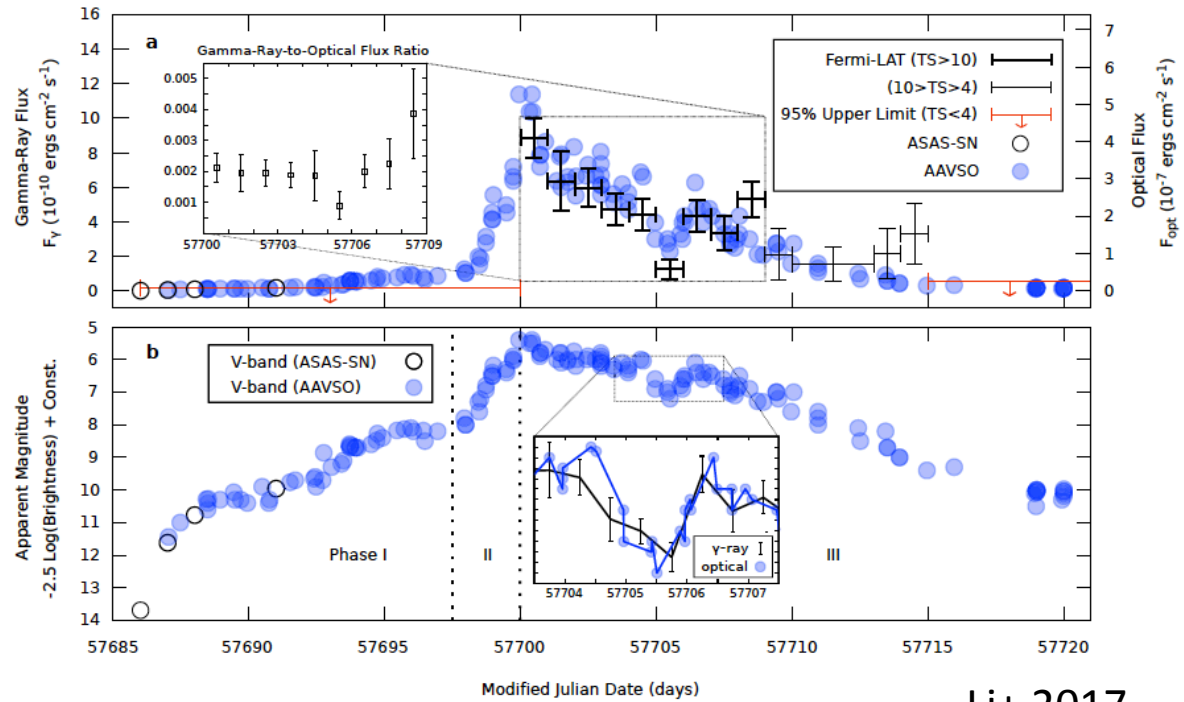 16
14
12
10
8
6
4
2
0
Gamma-Ray Flux
Fγ (10⁻¹⁰ ergs cm⁻² s⁻¹)
a
Gamma-Ray-to-Optical Flux Ratio
0.005
0.004
0.003
0.002
0.001
57700 57703 57706 57709
Fermi-LAT (TS>10)
(10>TS>4)
95% Upper Limit (TS<4)
ASAS-SN
AAVSO
7
6
5
4
3
2
1
0
Optical Flux
F_opt (10⁻⁷ ergs cm⁻² s⁻¹)
5
6
7
8
9
10
11
12
13
14
Apparent Magnitude
-2.5 Log(Brightness) + Const.
b
V-band (ASAS-SN)
V-band (AAVSO)
Phase I
II
III
γ-ray
optical
57704 57705 57706 57707
57685 57690 57695 57700 57705 57710 57715 57720
Modified Julian Date (days)
Li+ 2017